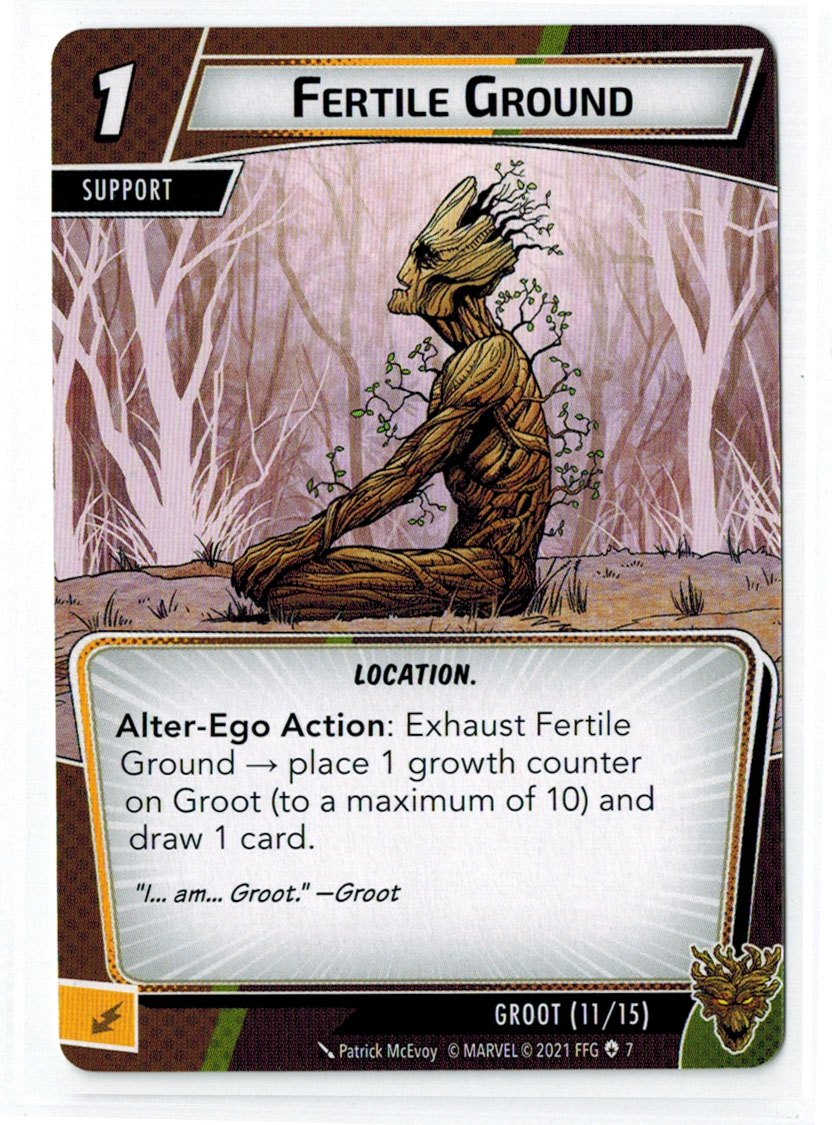 1
FERTILE GROUND
SUPPORT
LOCATION.
Alter-Ego Action: Exhaust Fertile
Ground → place 1 growth counter
on Groot (to a maximum of 10) and
draw 1 card.
"I... am... Groot." —Groot
GROOT (11/15)
Patrick McEvoy © MARVEL © 2021 FFG 7